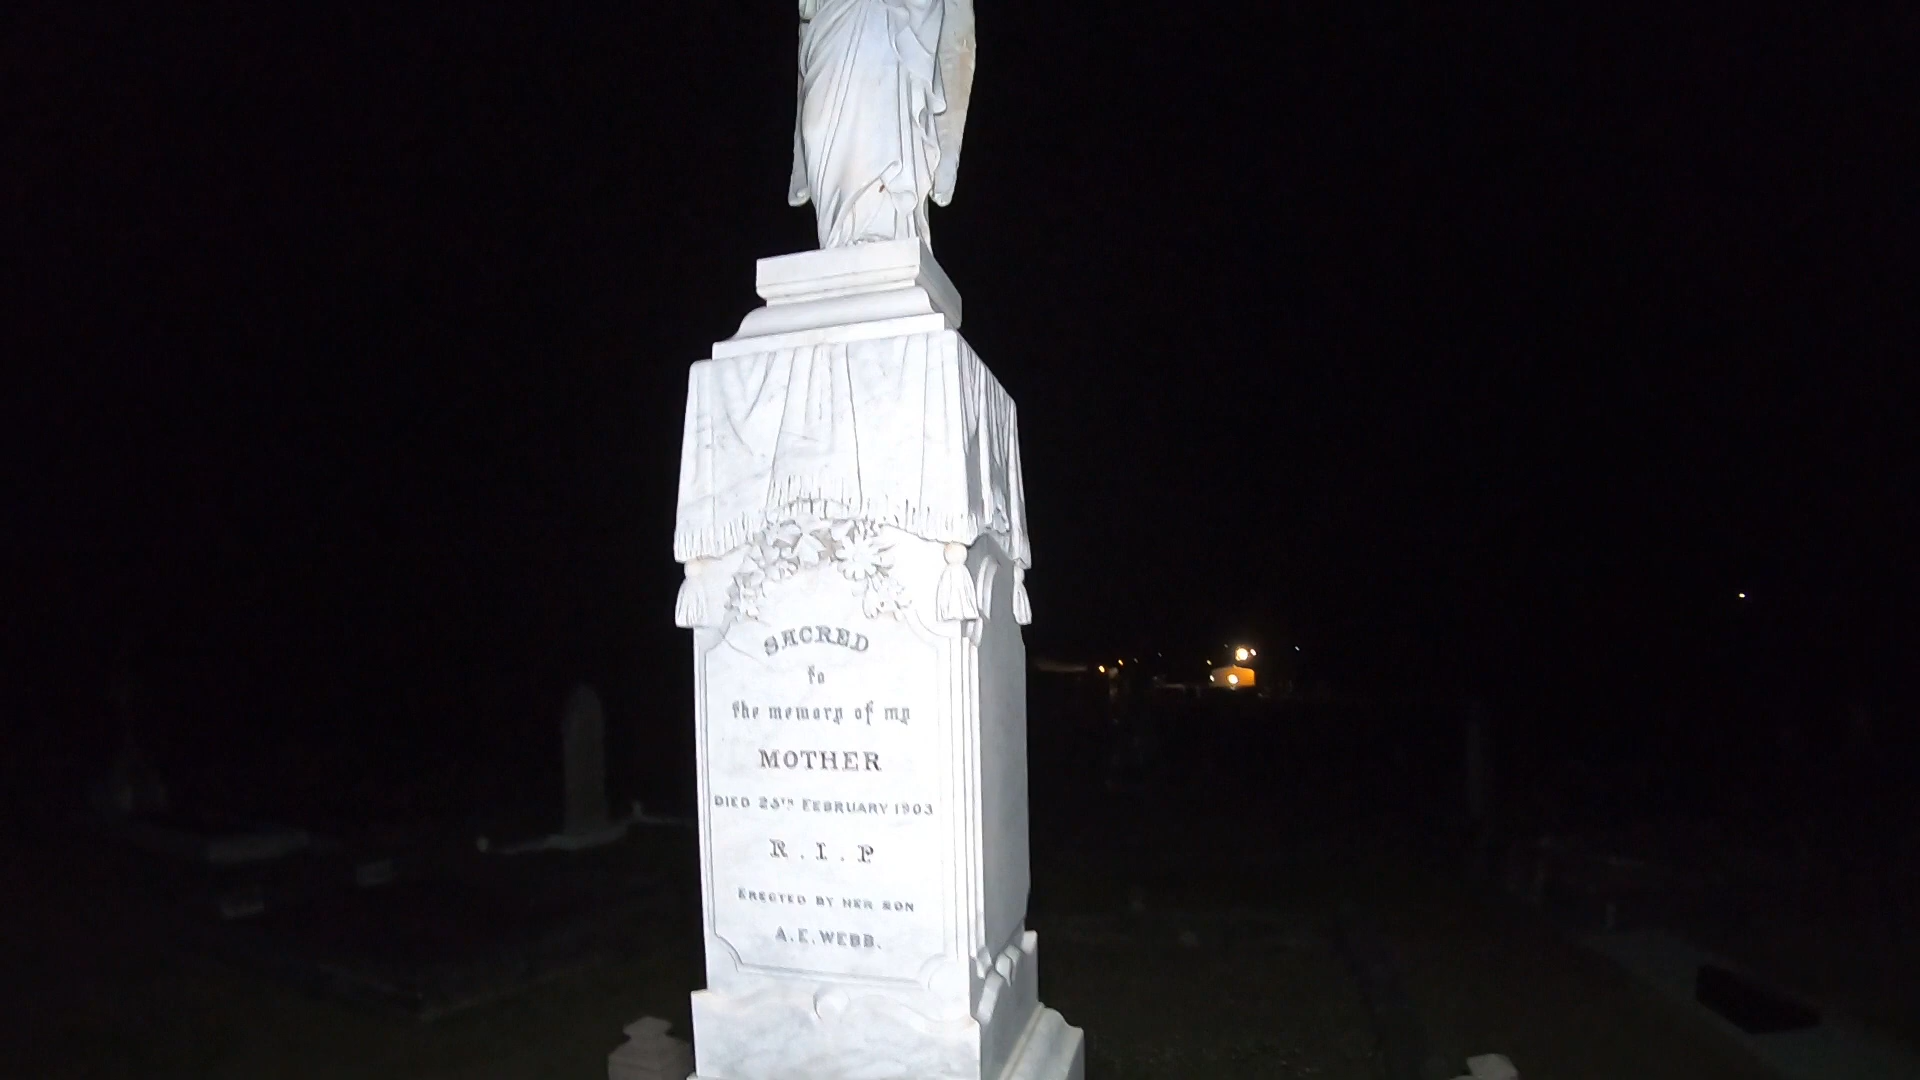 SACRED
to
the memory of my
MOTHER
DIED 25TH FEBRUARY 1903
R.I.P
ERECTED BY HER SON
A.E. WEBB.